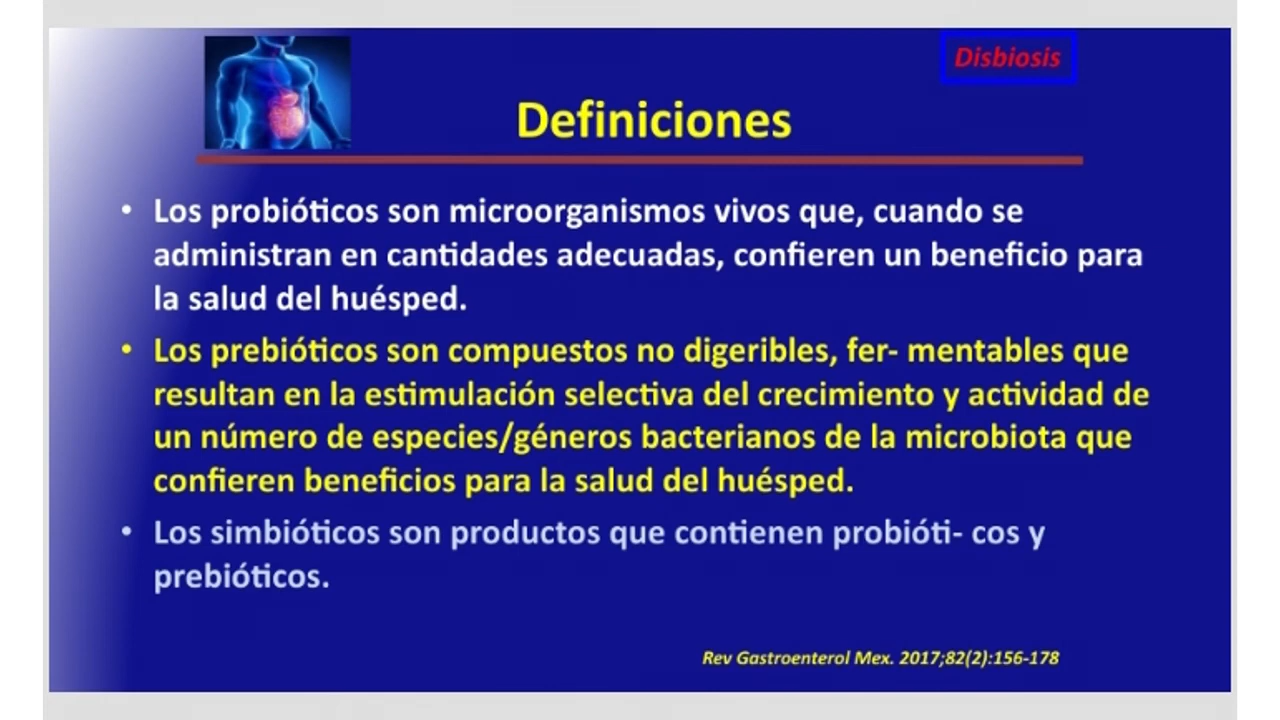 Disbiosis
Definiciones
• Los probióticos son microorganismos vivos que, cuando se
administran en cantidades adecuadas, confieren un beneficio para
la salud del huésped.
• Los prebióticos son compuestos no digeribles, fer- mentables que
resultan en la estimulación selectiva del crecimiento y actividad de
un número de especies/géneros bacterianos de la microbiota que
confieren beneficios para la salud del huésped.
• Los simbióticos son productos que contienen probióti- cos y
prebióticos.
Rev Gastroenterol Mex. 2017;82(2):156-178